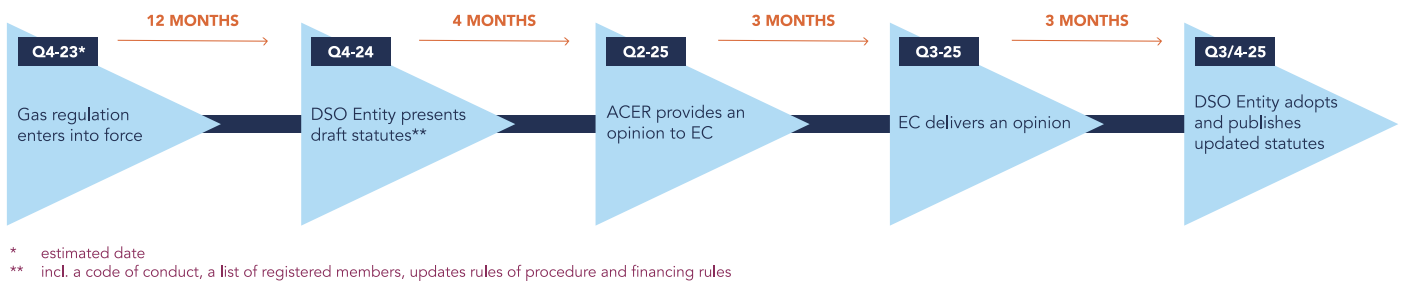 12 MONTHS
4 MONTHS
3 MONTHS
3 MONTHS
Q4-23*
Q4-24
Q2-25
Q3-25
Q3/4-25
Gas regulation
enters into force
DSO Entity presents
draft statutes**
ACER provides an
opinion to EC
EC delivers an opinion
DSO Entity adopts
and publishes
updated statutes
* estimated date
** incl. a code of conduct, a list of registered members, updates rules of procedure and financing rules